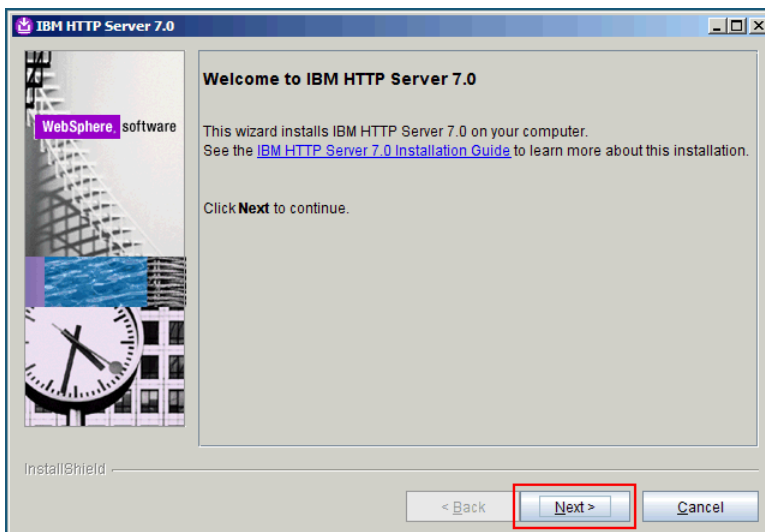 IBM HTTP Server 7.0
WebSphere. software
Welcome to IBM HTTP Server 7.0
This wizard installs IBM HTTP Server 7.0 on your computer.
See the IBM HTTP Server 7.0 Installation Guide to learn more about this installation.
Click Next to continue.
InstallShield
< Back
Next >
Cancel